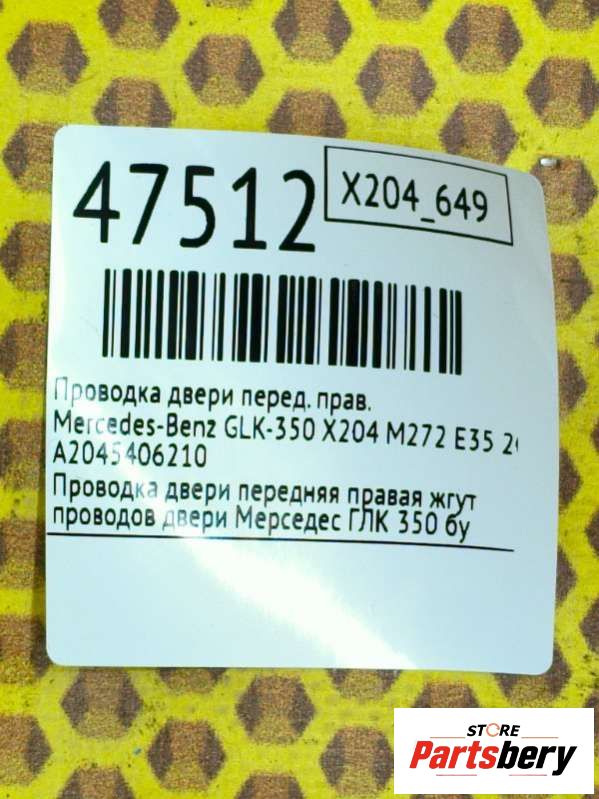 47512
X204_649
Проводка двери перед. прав.
Mercedes-Benz GLK-350 X204 M272 E35
A2045406210
Проводка двери передняя правая жгут
проводов двери Мерседес ГЛК 350 бу
STORE
Partsbery